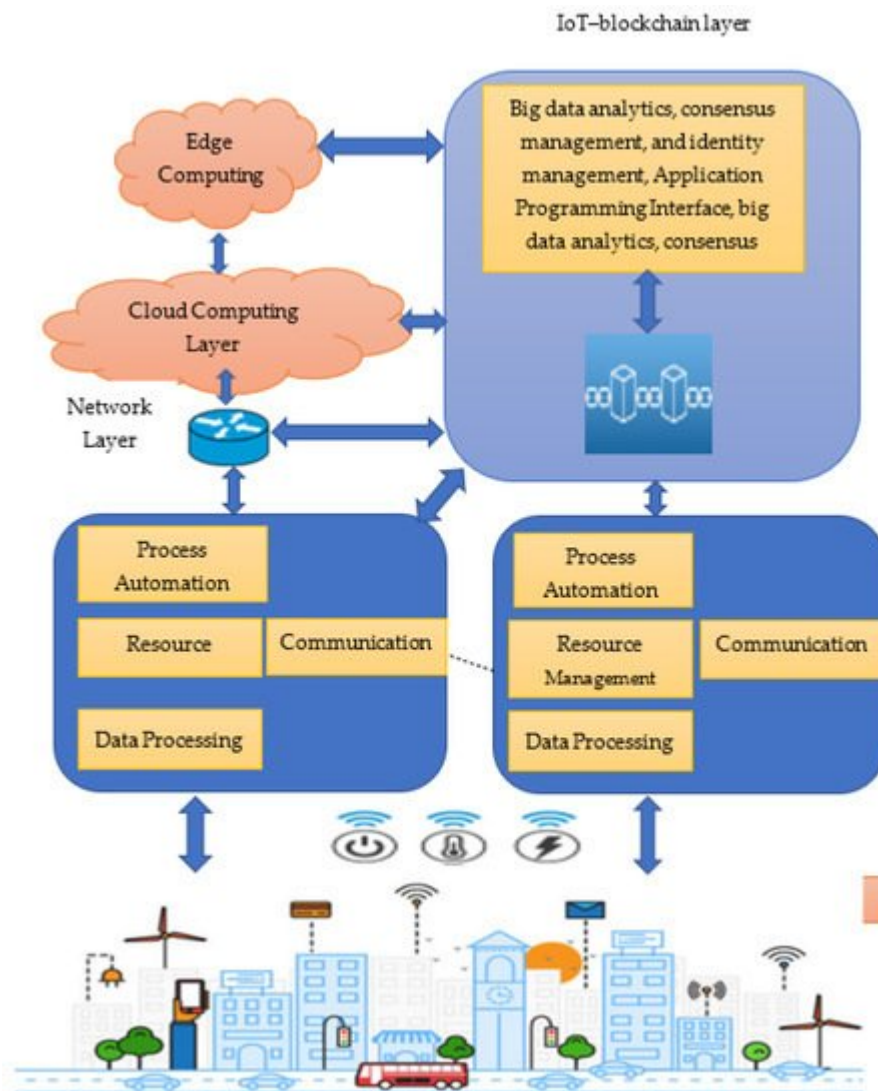 IoT–blockchain layer
Big data analytics, consensus
management, and identity
management, Application
Programming Interface, big
data analytics, consensus
Edge
Computing
Cloud Computing
Layer
Network
Layer
Process
Automation
Resource
Communication
Data Processing
Process
Automation
Resource
Management
Communication
Data Processing